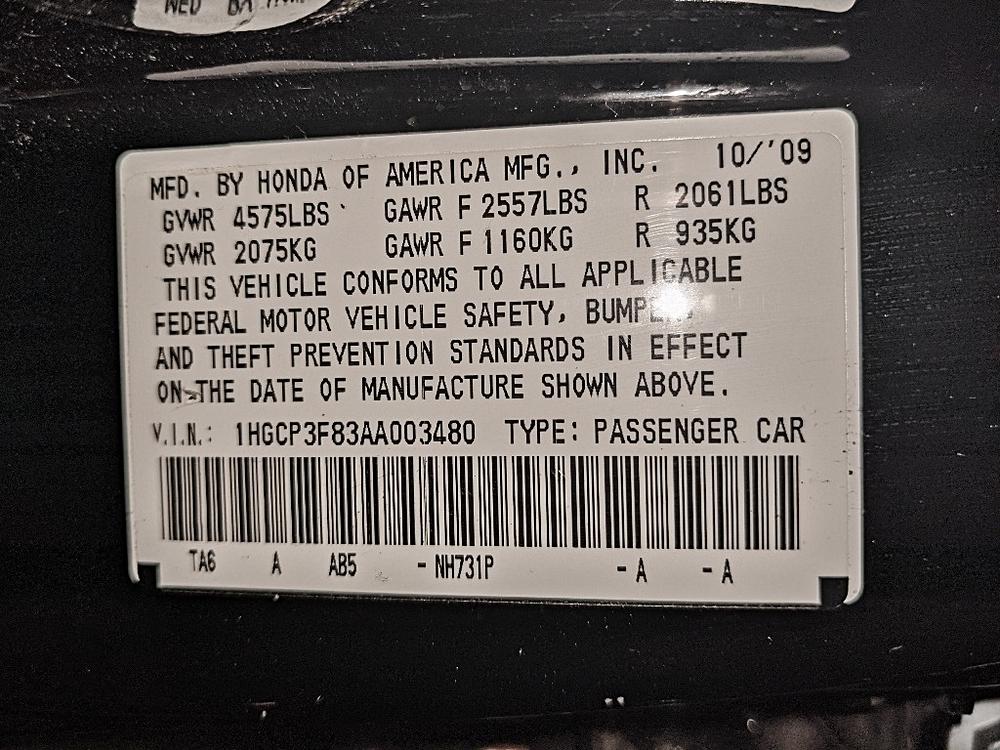 WED
MFD. BY HONDA OF AMERICA MFG., INC. 10/'09
GVWR 4575LBS GAWR F 2557LBS R 2061LBS
GVWR 2075KG GAWR F 1160KG R 935KG
THIS VEHICLE CONFORMS TO ALL APPLICABLE
FEDERAL MOTOR VEHICLE SAFETY,
AND THEFT PREVENTION STANDARDS IN EFFECT
ON THE DATE OF MANUFACTURE SHOWN ABOVE.
V.I.N.: 1HGCP3F83AA003480 TYPE: PASSENGER CAR
TA6 A AB5 - NH731P - A - A